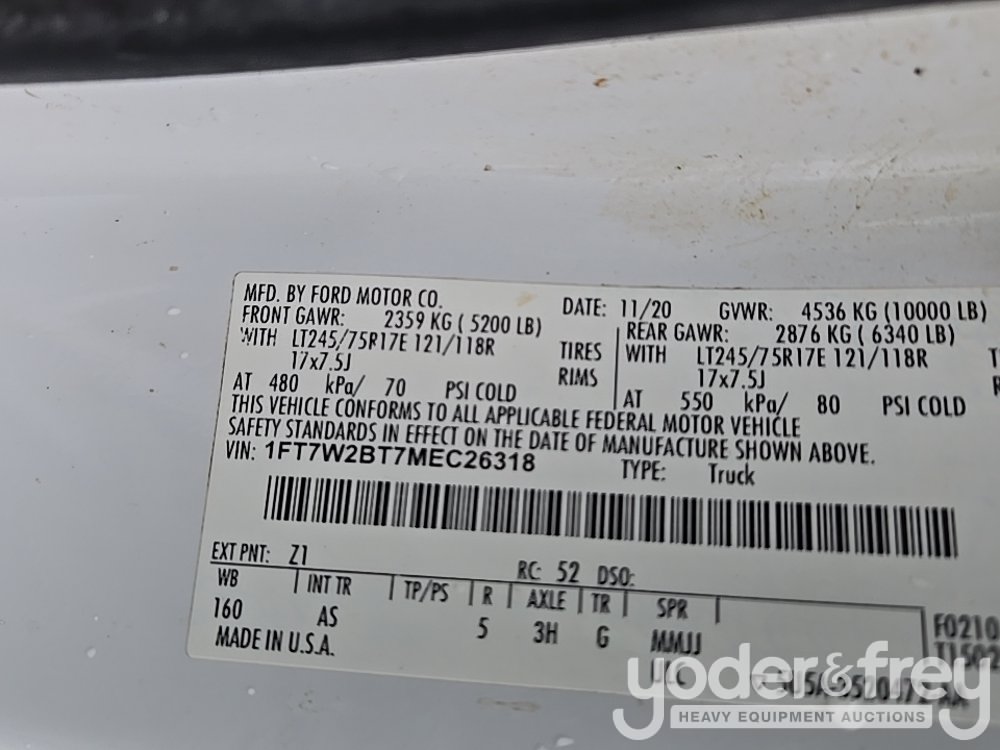 MFD. BY FORD MOTOR CO. DATE: 11/20 GVWR: 4536 KG (10000 LB)
FRONT GAWR: 2359 KG ( 5200 LB) REAR GAWR: 2876 KG ( 6340 LB)
WITH LT245/75R17E 121/118R TIRES WITH LT245/75R17E 121/118R
17x7.5J RIMS 17x7.5J
AT 480 kPa/ 70 PSI COLD AT 550 kPa/ 80 PSI COLD
THIS VEHICLE CONFORMS TO ALL APPLICABLE FEDERAL MOTOR VEHICLE
SAFETY STANDARDS IN EFFECT ON THE DATE OF MANUFACTURE SHOWN ABOVE.
VIN: 1FT7W2BT7MEC26318 TYPE: Truck
EXT PNT: Z1 RC: 52 DSO:
WB INT TR TP/PS R AXLE TR SPR
160 AS 5 3H G MMJJ
F0210
T1502
MADE IN U.S.A.
yoder&frey
HEAVY EQUIPMENT AUCTIONS